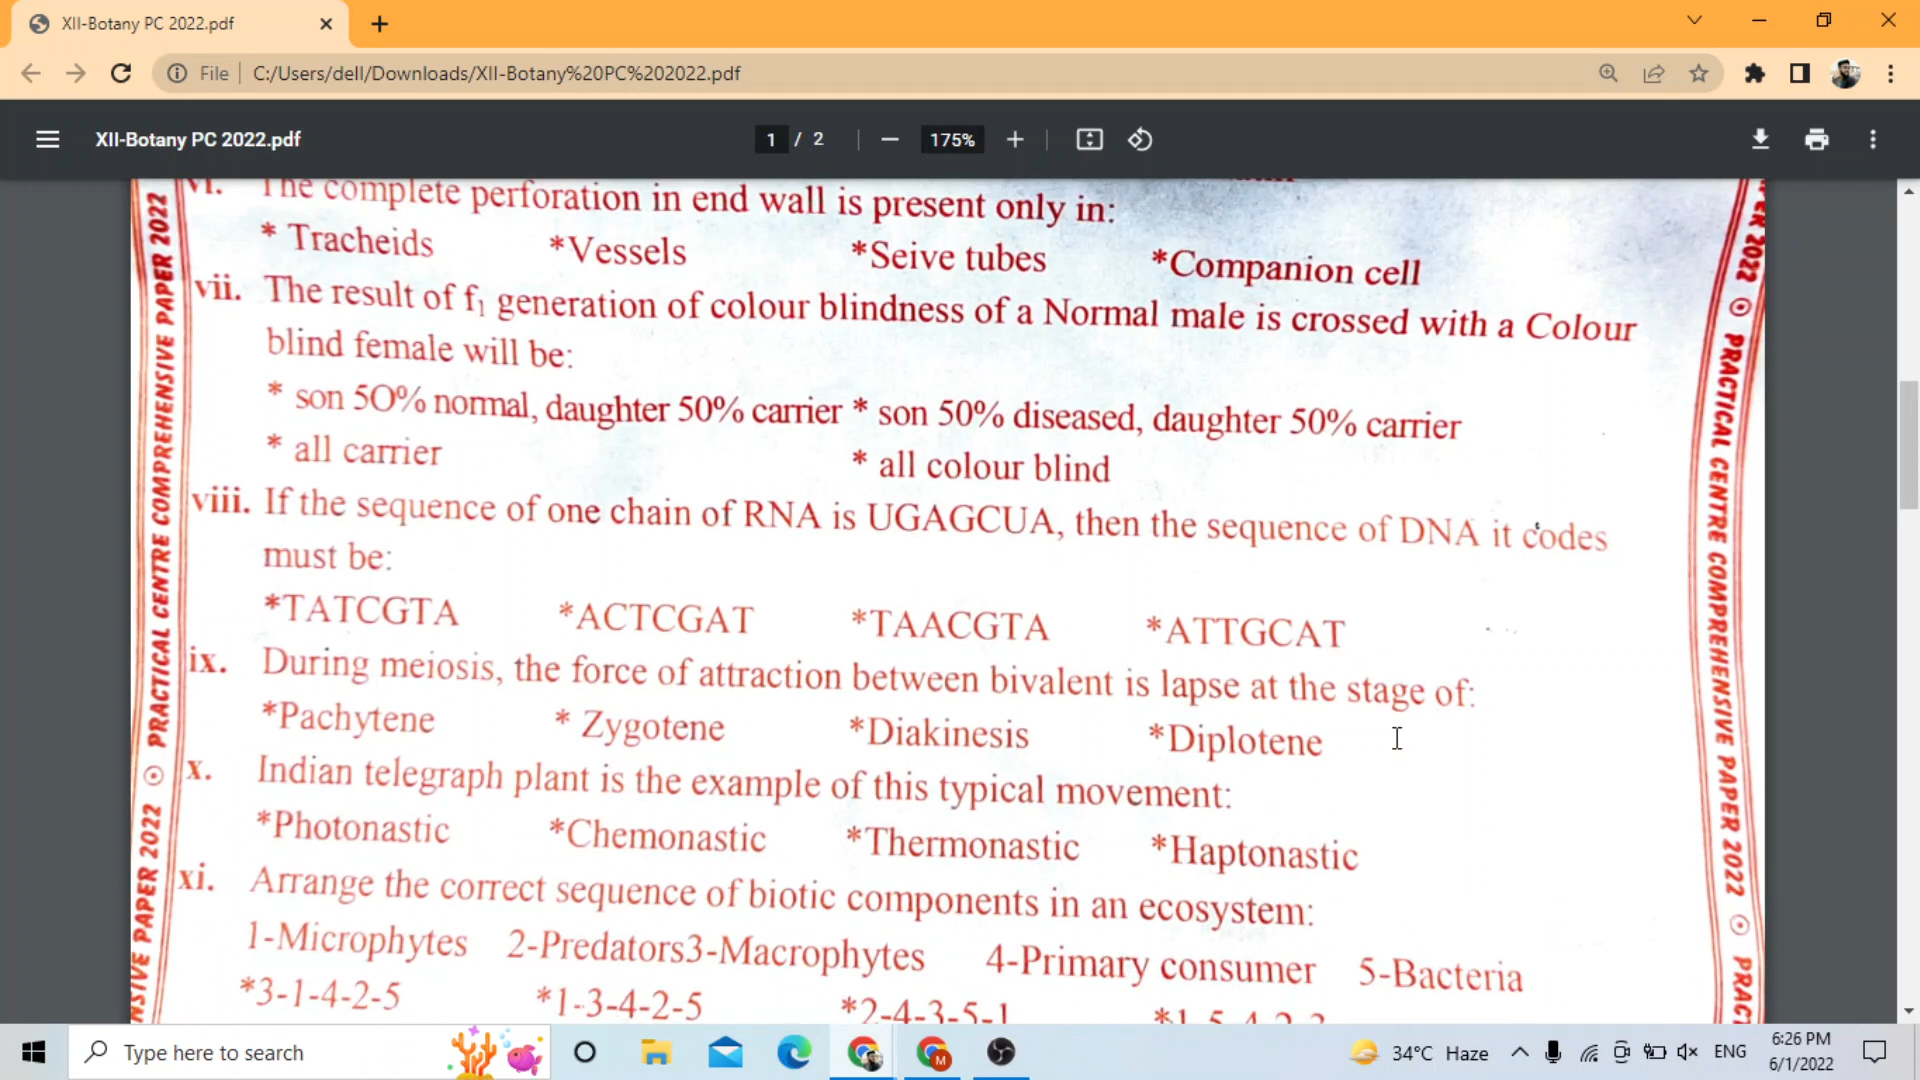 XII-Botany PC 2022.pdf
File C:/Users/dell/Downloads/XII-Botany%20PC%202022.pdf
XII-Botany PC 2022.pdf 1 / 2 175%
vi. The complete perforation in end wall is present only in:
* Tracheids *Vessels *Seive tubes *Companion cell
vii. The result of f1 generation of colour blindness of a Normal male is crossed with a Colour
blind female will be:
* son 5O% normal, daughter 50% carrier * son 50% diseased, daughter 50% carrier
* all carrier * all colour blind
viii. If the sequence of one chain of RNA is UGAGCUA, then the sequence of DNA it codes
must be:
*TATCGTA *ACTCGAT *TAACGTA *ATTGCAT
ix. During meiosis, the force of attraction between bivalent is lapse at the stage of:
*Pachytene * Zygotene *Diakinesis *Diplotene
x. Indian telegraph plant is the example of this typical movement:
*Photonastic *Chemonastic *Thermonastic *Haptonastic
xi. Arrange the correct sequence of biotic components in an ecosystem:
1-Microphytes 2-Predators3-Macrophytes 4-Primary consumer 5-Bacteria
*3-1-4-2-5 *1-3-4-2-5 *2-4-3-5-1
PRACTICAL CENTRE COMPREHENSIVE PAPER 2022
PAPER 2022
PRACTICAL CENTRE COMPREHENSIVE PAPER 2022
Type here to search
34°C Haze ENG 6:26 PM
6/1/2022